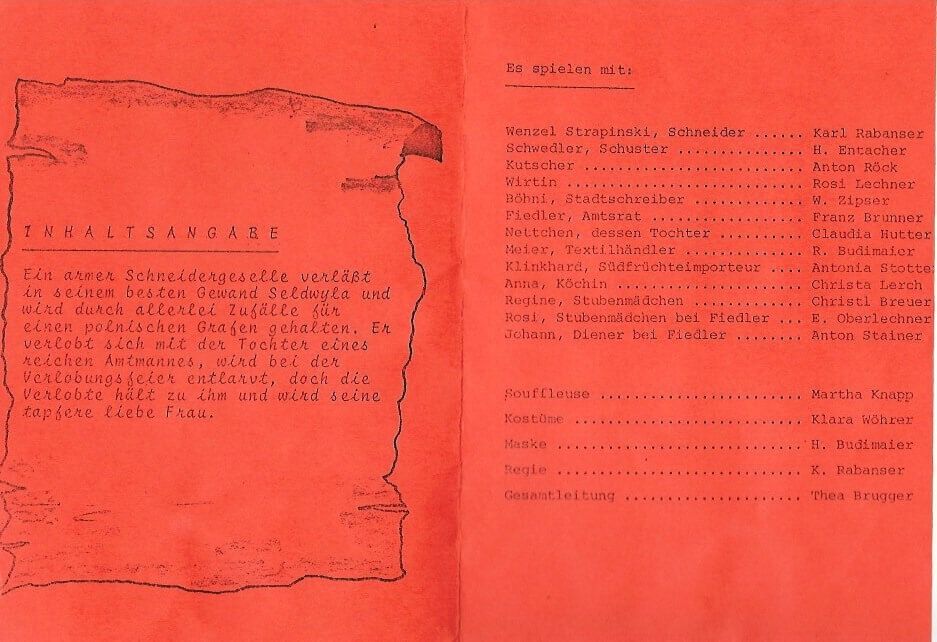 INHALTSANGABE
Ein armer Schneidergeselle verläßt
in seinem besten Gewand Seldwyla und
wird durch allerlei Zufälle für
einen polnischen Grafen gehalten. Er
verlobt sich mit der Tochter eines
reichen Amtmannes, wird bei der
Verlobungsfeier entlarvt, doch die
Verlobte hält zu ihm und wird seine
tapfere liebe Frau.
Es spielen mit:
Wenzel Strapinski, Schneider ...... Karl Rabanser
Schwedler, Schuster ................ H. Entacher
Kutscher ............................ Anton Röck
Wirtin .............................. Rosi Lechner
Böhni, Stadtschreiber .............. W. Zipser
Fiedler, Amtsrat ................... Franz Brunner
Nettchen, dessen Tochter .......... Claudia Hutter
Meier, Textilhändler ............... R. Budimaier
Klinkhard, Südfrüchteimporteur .... Antonia Stotte
Anna, Köchin ........................ Christa Lerch
Regine, Stubenmädchen .............. Christl Breuer
Rosi, Stubenmädchen bei Fiedler ... E. Oberlechner
Johann, Diener bei Fiedler ........ Anton Stainer
Souffleuse ......................... Martha Knapp
Kostüme ............................. Klara Wöhrer
Maske ............................... H. Budimaier
Regie ............................... K. Rabanser
Gesamtleitung ...................... Thea Brugger